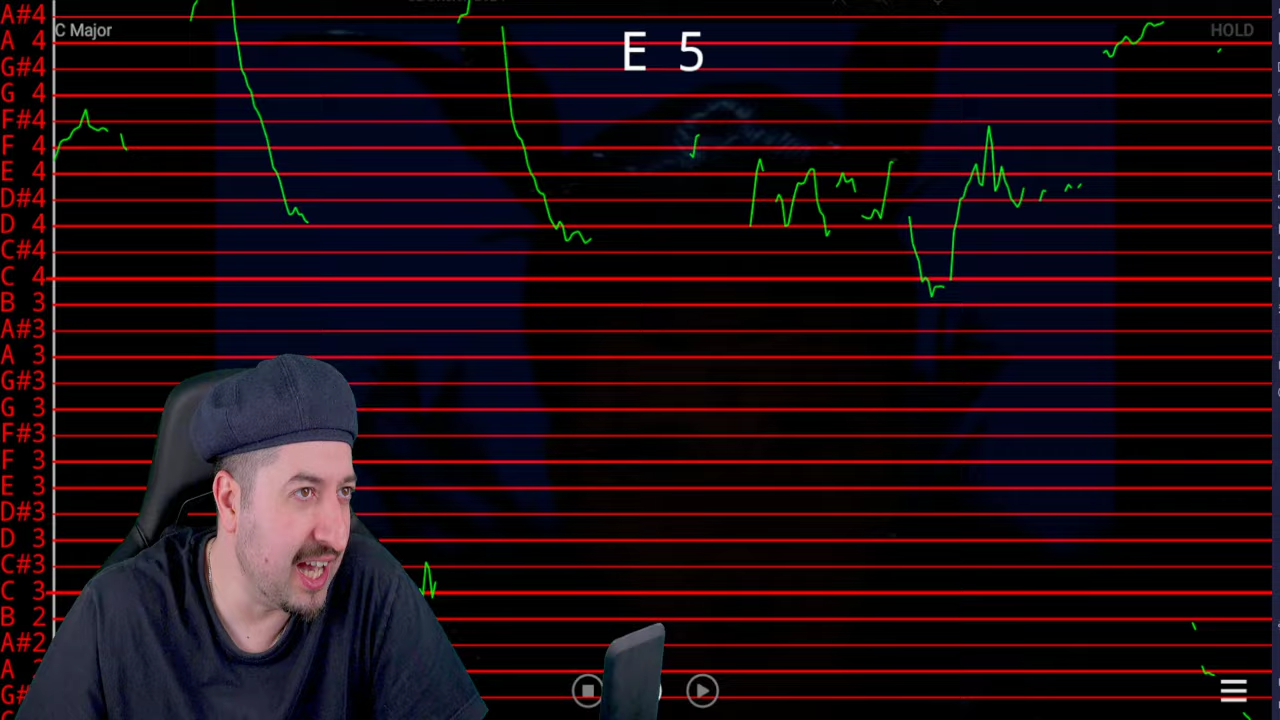 A#4
C Major
E 5
HOLD
A 4
G#4
G 4
F#4
F 4
E 4
D#4
D 4
C#4
C 4
B 3
A#3
A 3
G#3
G 3
F#3
F 3
E 3
D#3
D 3
C#3
C 3
B 2
A#2
A
G#